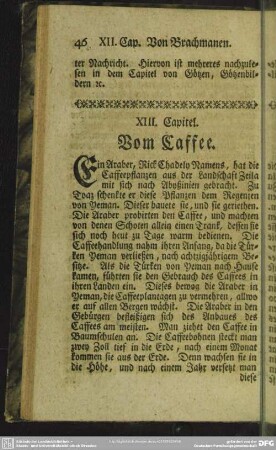 46 XII. Cap. Von Brachmanen.
ter Nachricht. Hiervon ist mehreres nachzule-
sen in dem Capitel von Götzen, Götzenbil-
dern ꝛc.
XIII. Capitel.
Vom Caffee.
Ein Araber, Rick Chadely Namens, hat die
Caffeepflanzen aus der Landschaft Zeila
mit sich nach Abyßinien gebracht. Zu
Toaz schenkte er diese Pflanzen dem Regenten
von Yeman. Dieser bauete sie, und sie geriethen.
Die Araber probirten den Caffee, und machten
von denen Schoten allein einen Trank, dessen sie
sich noch heut zu Tage warm bedienen. Die
Caffeehandlung nahm ihren Anfang, da die Tür-
ken Yeman verliessen, nach achtzigjährigem Be-
sitze. Als die Türken von Yeman nach Hause
kamen, führten sie den Gebrauch des Caffees in
ihren Landen ein. Dieses bewog die Araber in
Yeman, die Caffeeplantagen zu vermehren, allwo
er auf allen Bergen wächst. Die Araber in den
Gebürgen befleißigen sich des Anbaues des
Caffees am meisten. Man ziehet den Caffee in
Baumschulen an. Die Caffeebohnen steckt man
zwey Zoll tief in die Erde, nach einem Monat
kommen sie aus der Erde. Denn wachsen sie in
die Höhe, und nach einem Jahr versetzt man
diese